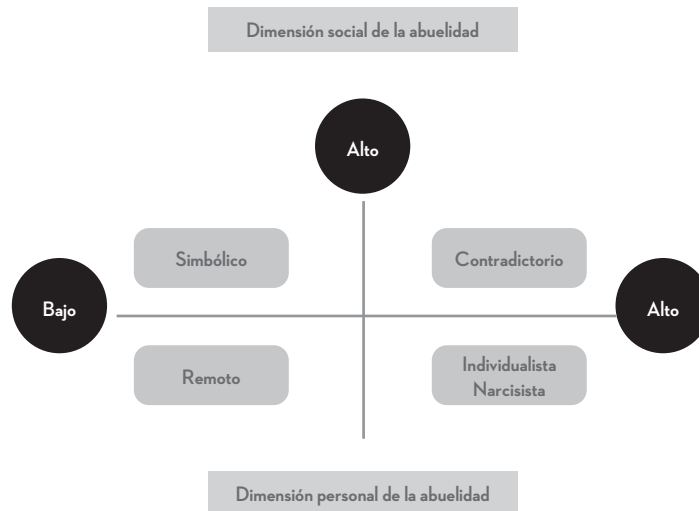 Dimensión social de la abuelidad
Alto
Simbólico
Contradictorio
Bajo
Alto
Remoto
Individualista
Narcisista
Dimensión personal de la abuelidad